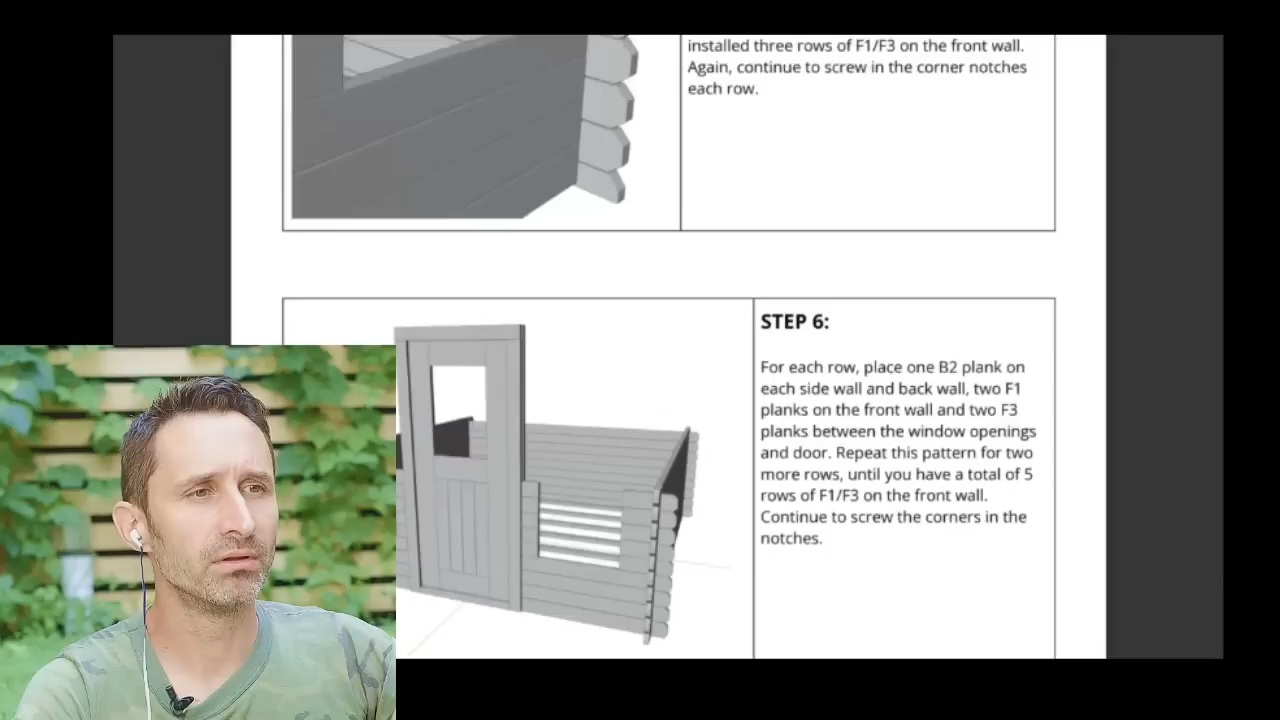 installed three rows of F1/F3 on the front wall.
Again, continue to screw in the corner notches
each row.
STEP 6:
For each row, place one B2 plank on
each side wall and back wall, two F1
planks on the front wall and two F3
planks between the window openings
and door. Repeat this pattern for two
more rows, until you have a total of 5
rows of F1/F3 on the front wall.
Continue to screw the corners in the
notches.